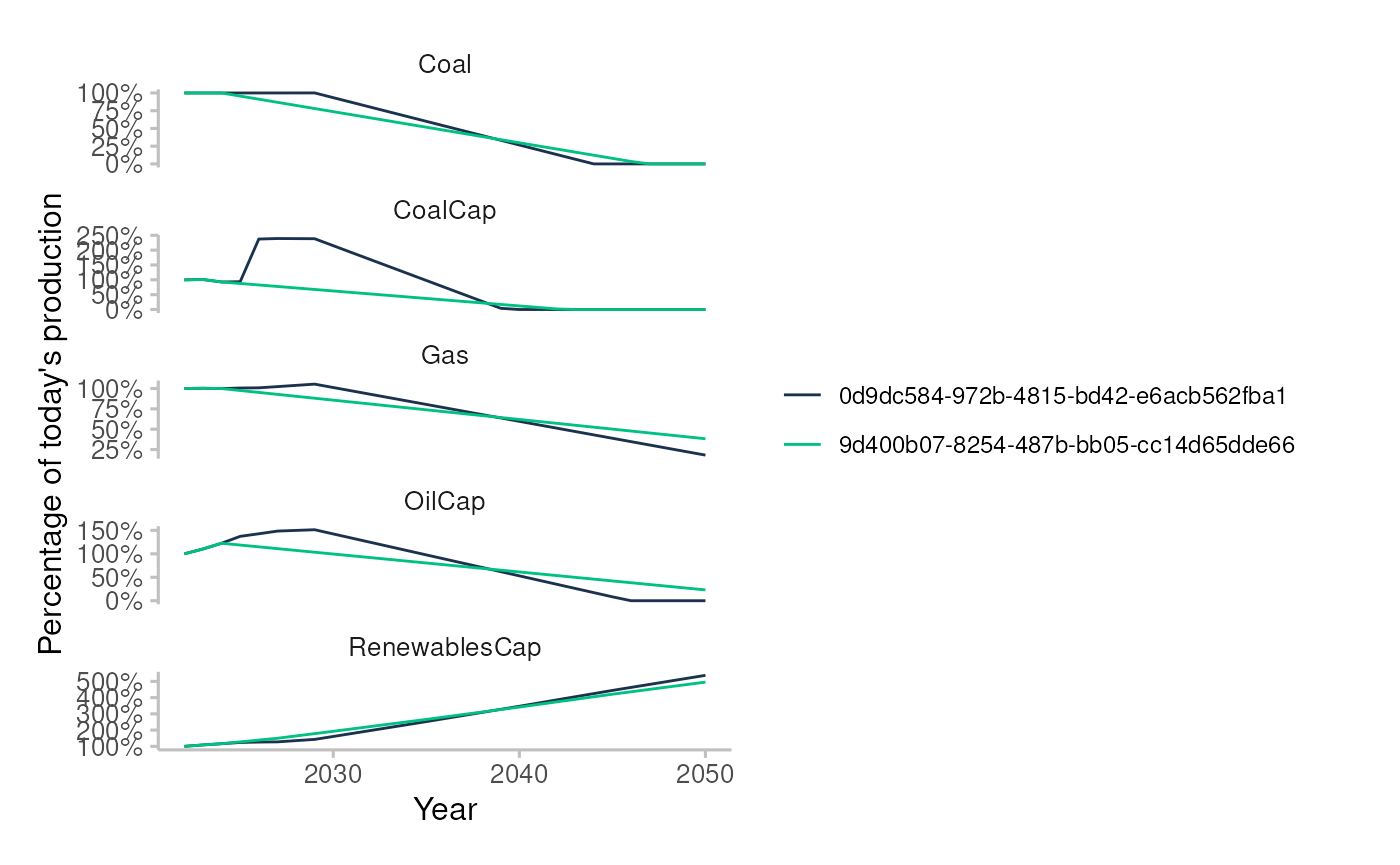 Coal
100%
75%
50%
25%
0%
CoalCap
250%
200%
150%
100%
50%
0%
Gas
100%
75%
50%
25%
OilCap
150%
100%
50%
0%
RenewablesCap
500%
400%
300%
200%
100%
2030 2040 2050
Year
Percentage of today's production
0d9dc584-972b-4815-bd42-e6acb562fba1
9d400b07-8254-487b-bb05-cc14d65dde66